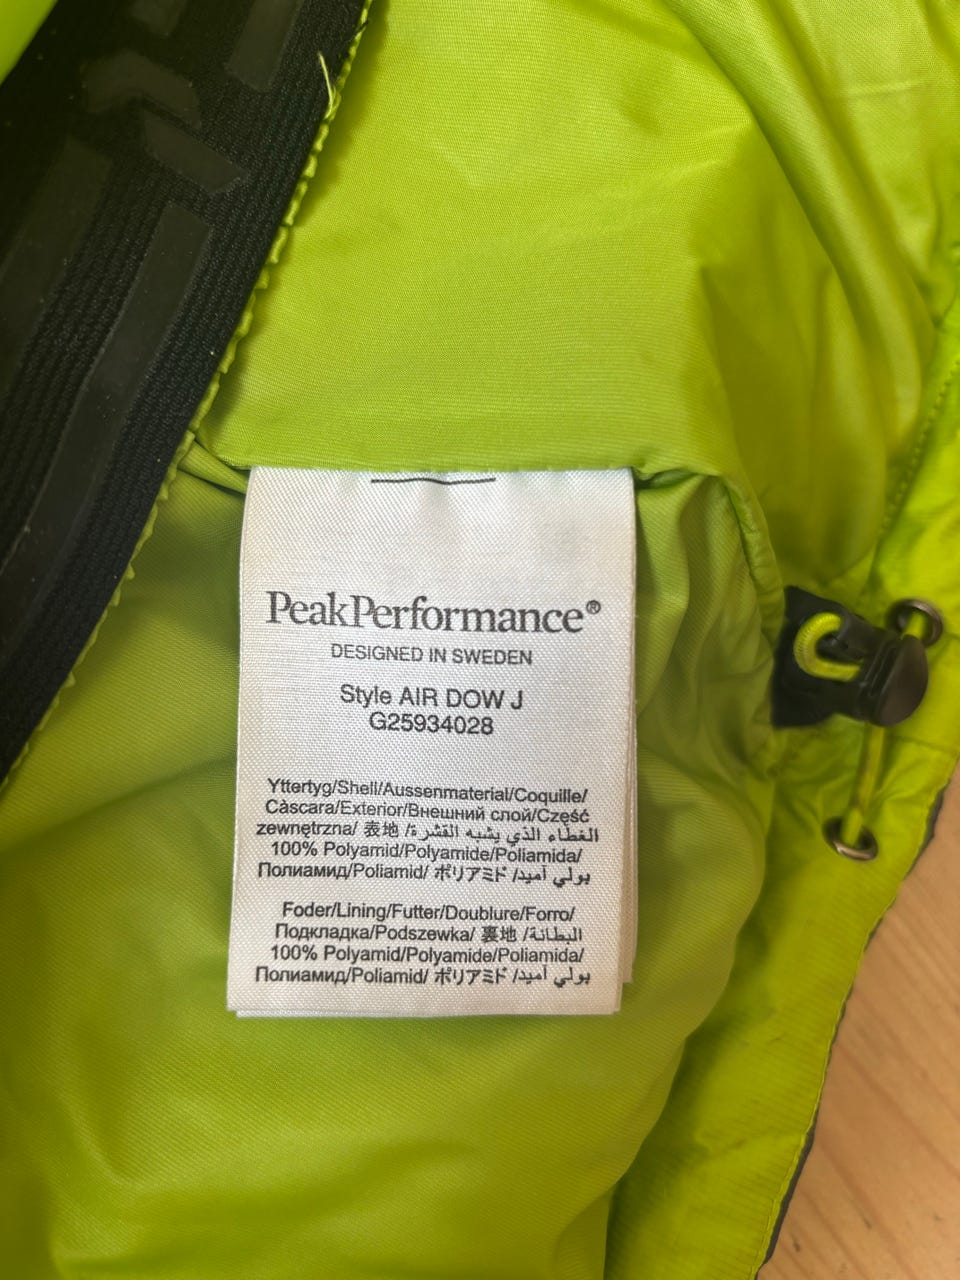 PeakPerformance®
DESIGNED IN SWEDEN
Style AIR DOW J
G25934028
Yttertyg/Shell/Aussenmaterial/Coquille/
Càscara/Exterior/Внешний слой/Część
zewnętrzna/ 表地 /الغطاء الذي يشبه القشرة
100% Polyamid/Polyamide/Poliamida/
Полиамид/Poliamid/ ポリアミド /بولي أميد
Foder/Lining/Futter/Doublure/Forro/
Подкладка/Podszewka/ 裏地 /البطانة
100% Polyamid/Polyamide/Poliamida/
Полиамид/Poliamid/ ポリアミド /بولي أميد